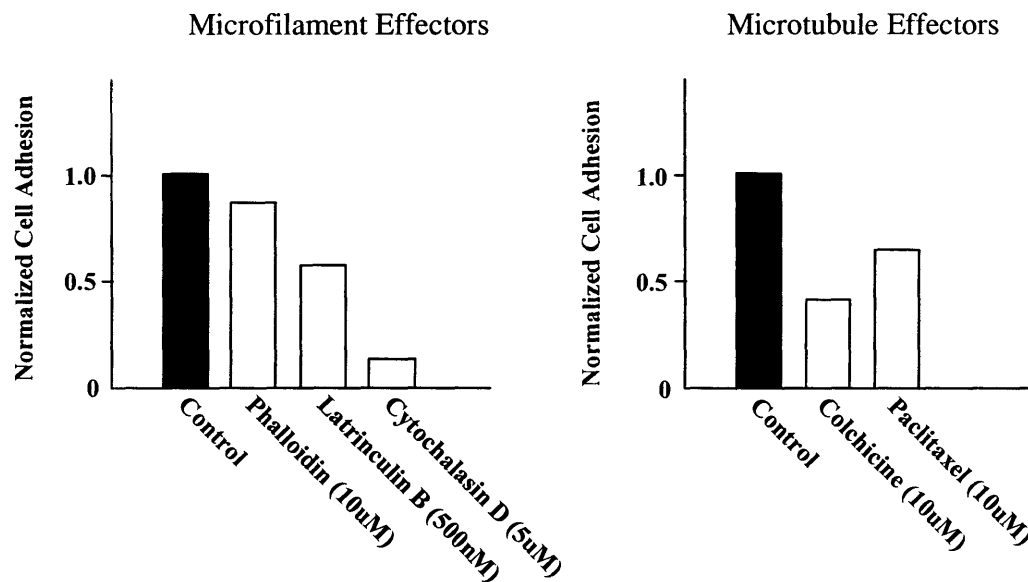 Microfilament Effectors
Normalized Cell Adhesion
1.0
0.5
0
Control
Phalloidin (10uM)
Latrinculin B (500nM)
Cytochalasin D (5uM)
Microtubule Effectors
Normalized Cell Adhesion
1.0
0.5
0
Control
Colchicine (10uM)
Paclitaxel (10uM)